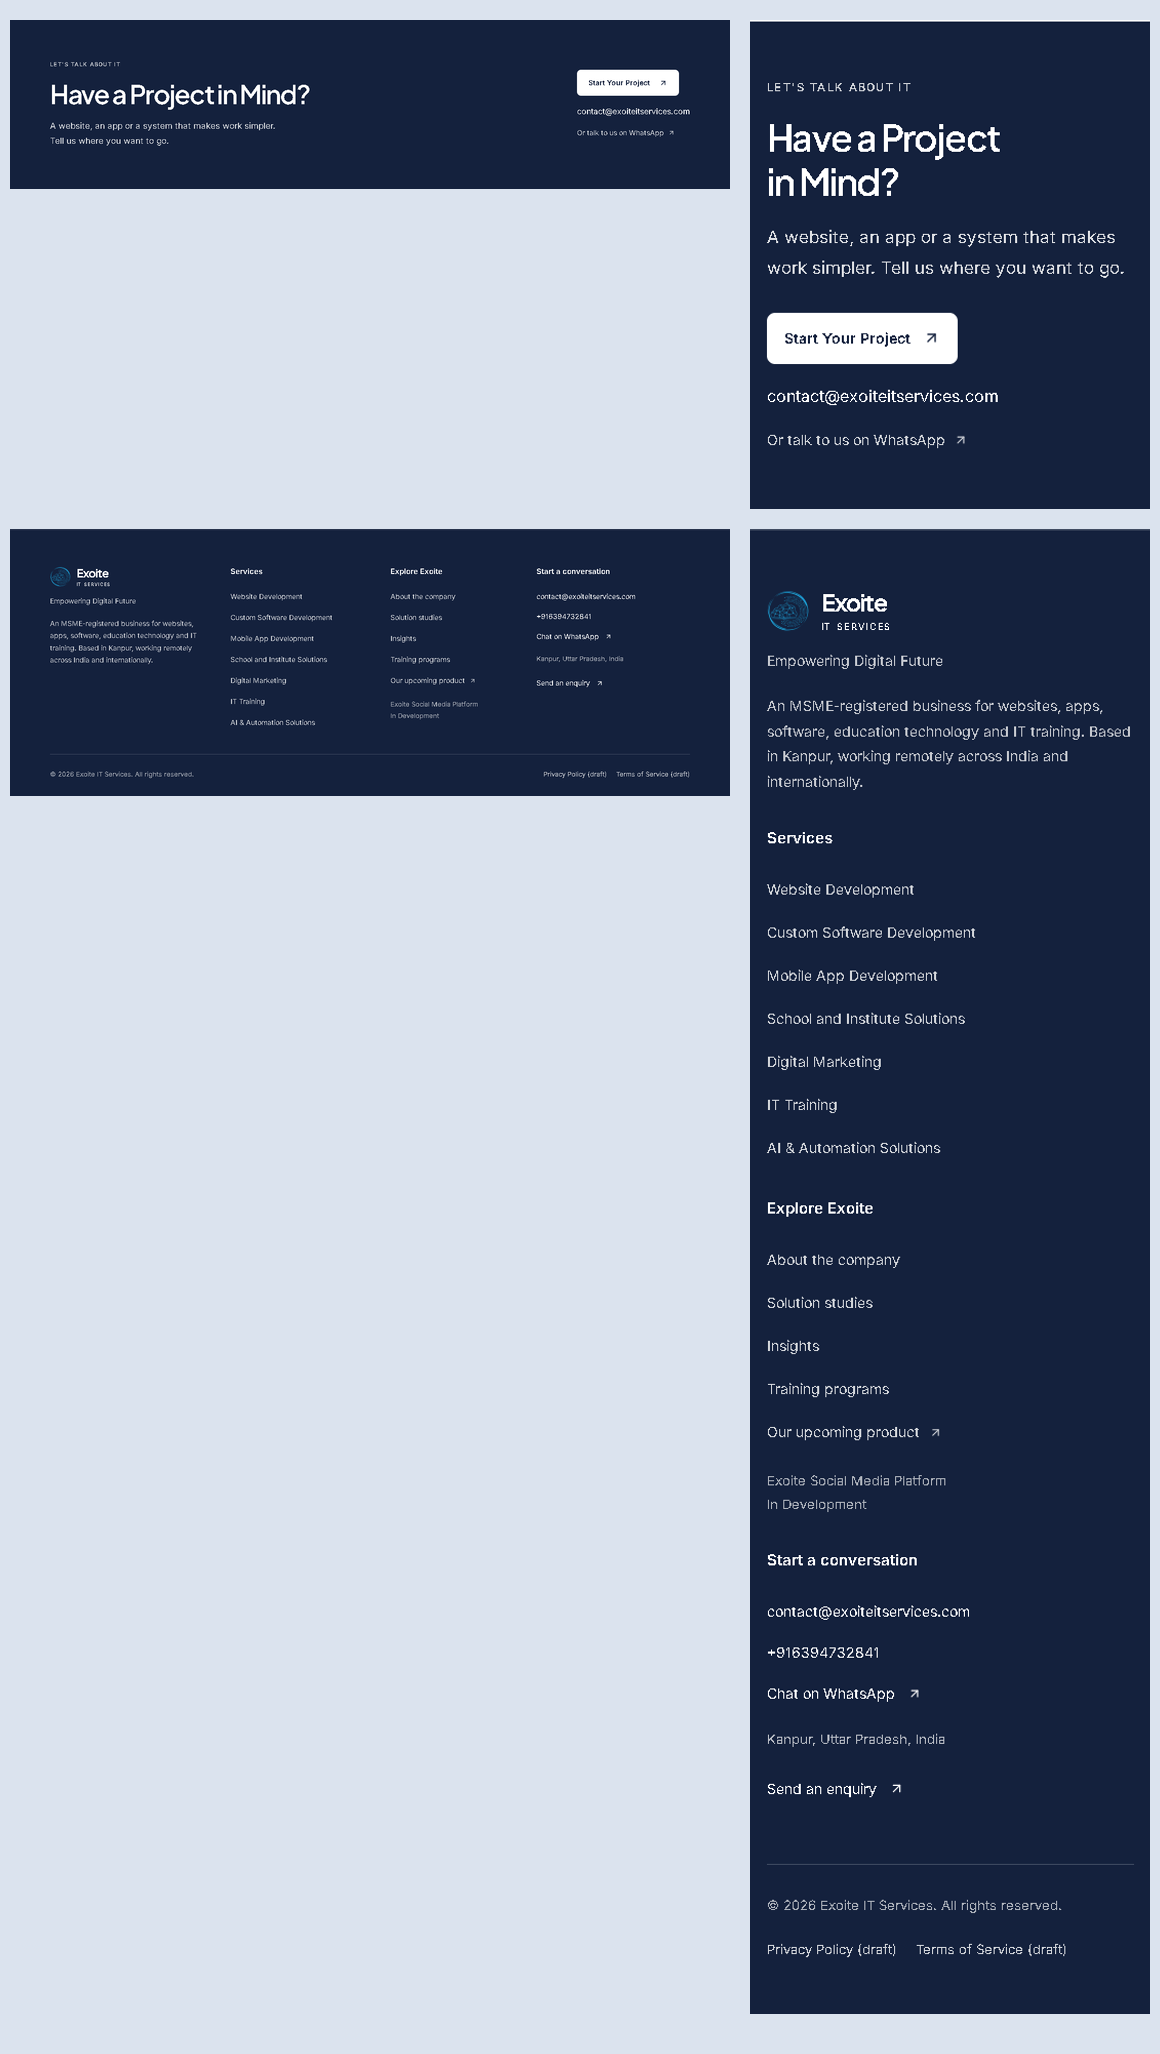 LET'S TALK ABOUT IT
Have a Project in Mind?
A website, an app or a system that makes work simpler.
Tell us where you want to go.
Start Your Project
contact@exoiteitservices.com
Or talk to us on WhatsApp
LET'S TALK ABOUT IT
Have a Project
in Mind?
A website, an app or a system that makes
work simpler. Tell us where you want to go.
Start Your Project
contact@exoiteitservices.com
Or talk to us on WhatsApp
Exoite
IT SERVICES
Empowering Digital Future
An MSME-registered business for websites,
apps, software, education technology and IT
training. Based in Kanpur, working remotely
across India and internationally.
Services
Website Development
Custom Software Development
Mobile App Development
School and Institute Solutions
Digital Marketing
IT Training
AI & Automation Solutions
Explore Exoite
About the company
Solution studies
Insights
Training programs
Our upcoming product
Exoite Social Media Platform
In Development
Start a conversation
contact@exoiteitservices.com
+916394732841
Chat on WhatsApp
Kanpur, Uttar Pradesh, India
Send an enquiry
© 2026 Exoite IT Services. All rights reserved.
Privacy Policy (draft) Terms of Service (draft)
Exoite
IT SERVICES
Empowering Digital Future
An MSME-registered business for websites, apps,
software, education technology and IT training. Based
in Kanpur, working remotely across India and
internationally.
Services
Website Development
Custom Software Development
Mobile App Development
School and Institute Solutions
Digital Marketing
IT Training
AI & Automation Solutions
Explore Exoite
About the company
Solution studies
Insights
Training programs
Our upcoming product
Exoite Social Media Platform
In Development
Start a conversation
contact@exoiteitservices.com
+916394732841
Chat on WhatsApp
Kanpur, Uttar Pradesh, India
Send an enquiry
© 2026 Exoite IT Services. All rights reserved.
Privacy Policy (draft) Terms of Service (draft)